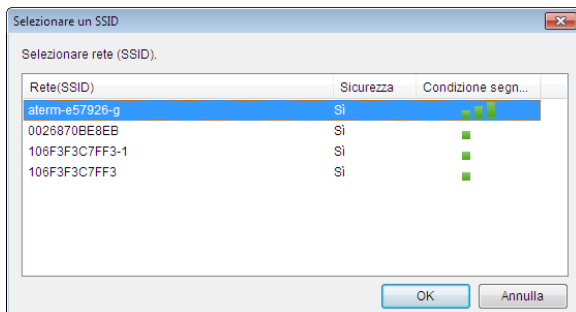 Selezionare un SSID
Selezionare rete (SSID).
Rete(SSID) Sicurezza Condizione segn...
aterm-e57926-g Sì
0026870BE8EB Sì
106F3F3C7FF3-1 Sì
106F3F3C7FF3 Sì
OK Annulla